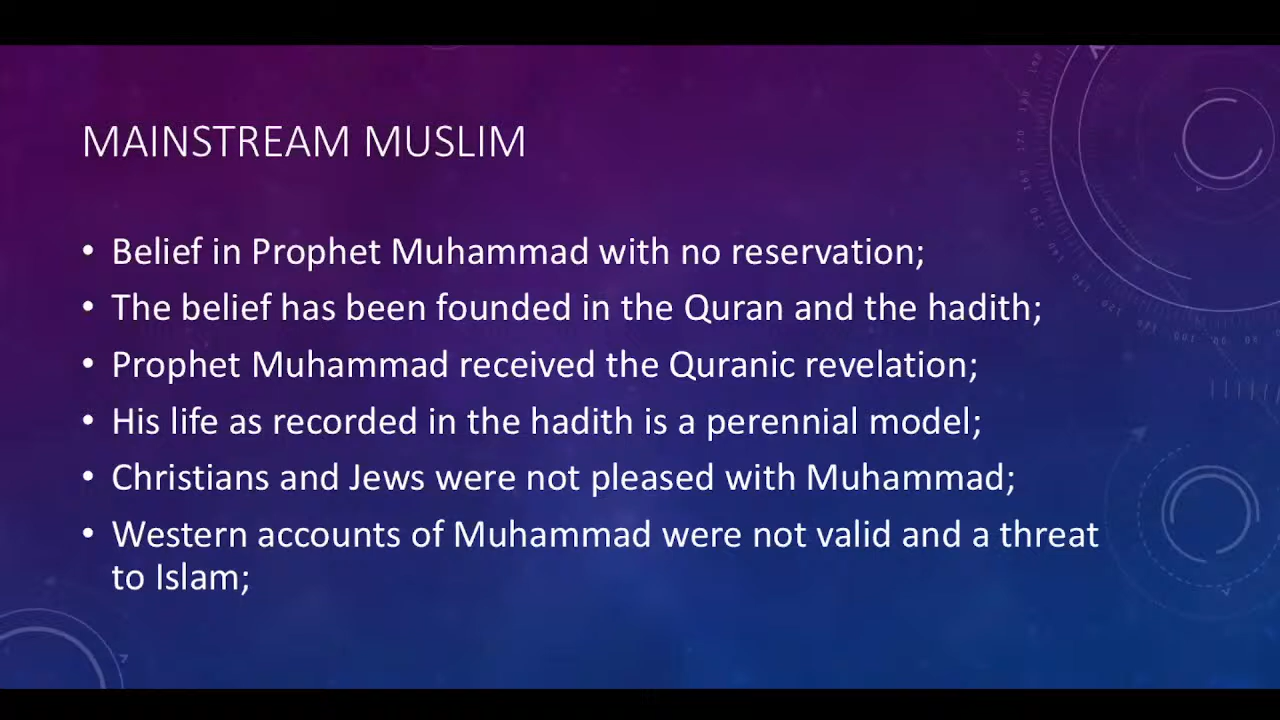 MAINSTREAM MUSLIM
• Belief in Prophet Muhammad with no reservation;
• The belief has been founded in the Quran and the hadith;
• Prophet Muhammad received the Quranic revelation;
• His life as recorded in the hadith is a perennial model;
• Christians and Jews were not pleased with Muhammad;
• Western accounts of Muhammad were not valid and a threat
to Islam;